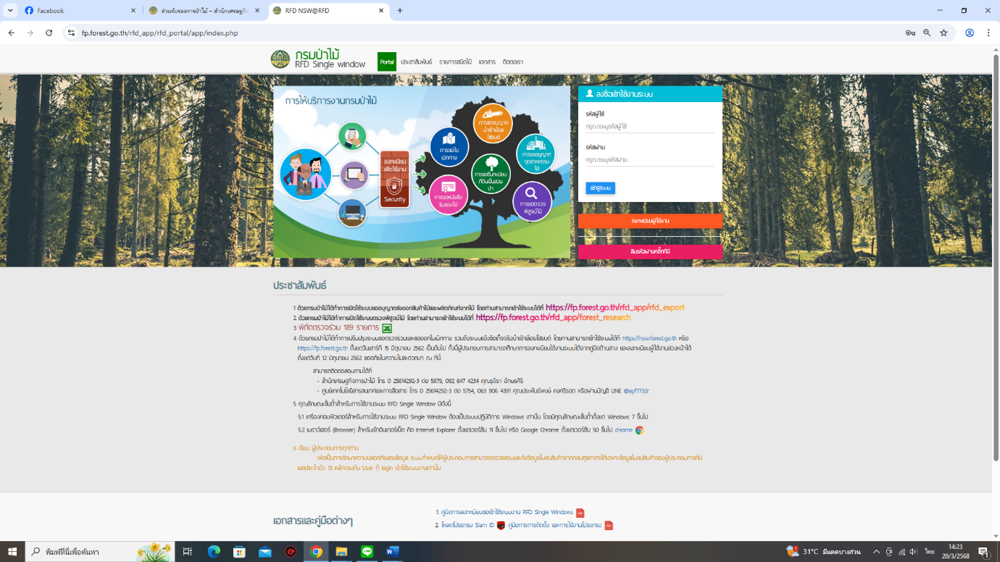 Facebook
ส่วนรับรองการป่าไม้ – สำนักเศรษฐกิจ
RFD NSW@RFD
fp.forest.go.th/rfd_app/rfd_portal/app/index.php
กรมป่าไม้
RFD Single window
Portal ประชาสัมพันธ์ รายการชนิดไม้ เอกสาร ติดต่อเรา
การให้บริการงานกรมป่าไม้
ลงทะเบียน
เพื่อใช้งาน
Security
การขออนุญาต
นำเข้าเลื่อย
โซ่ยนต์
การขอใบ
เบิกทาง
การขออนุญาต
อุตสาหกรรม
ไม้
การขอขึ้นทะเบียน
ที่ดินเป็นสวน
ป่า
การขอหนังสือ
รับรองไม้
การขอตรวจ
พิสูจน์ไม้
ลงชื่อเข้าใช้งานระบบ
รหัสผู้ใช้
กรุณาระบุรหัสผู้ใช้
รหัสผ่าน
กรุณาระบุรหัสผ่าน
เข้าสู่ระบบ
ลงทะเบียนผู้ใช้งาน
ลืมรหัสผ่านคลิ๊กที่นี่
ประชาสัมพันธ์
1 ด้วยกรมป่าไม้ได้ทำการเปิดใช้ระบบขออนุญาตส่งออกสินค้าไม้และผลิตภัณฑ์จากไม้ โดยท่านสามารถเข้าใช้ระบบได้ที่ https://fp.forest.go.th/rfd_app/rfd_export
2 ด้วยกรมป่าไม้ได้ทำการเปิดใช้ระบบตรวจพิสูจน์ไม้ โดยท่านสามารถเข้าใช้ระบบได้ที่ https://fp.forest.go.th/rfd_app/forest_research
3 พิกัดตรวจร่วม 189 รายการ
4 ด้วยกรมป่าไม้ได้ทำการปรับปรุงระบบขอตรวจร่วมและขอออกใบเบิกทาง รวมถึงระบบแจ้งข้อเท็จจริงนำเข้าเลื่อยโซ่ยนต์ โดยท่านสามารถเข้าใช้ระบบได้ที่ https://nsw.forest.go.th หรือ
https://fp.forest.go.th ตั้งแต่วันเสาร์ที่ 15 มิถุนายน 2562 เป็นต้นไป ทั้งนี้ผู้ประกอบการสามารถศึกษาการลงทะเบียนใช้งานระบบได้จากคู่มือด้านล่าง และลงทะเบียนผู้ใช้งานล่วงหน้าได้
ตั้งแต่วันที่ 12 มิถุนายน 2562 ขออภัยในความไม่สะดวกมา ณ ที่นี้
สามารถติดต่อสอบถามได้ที่
- สำนักเศรษฐกิจการป่าไม้ โทร 0 25614292-3 ต่อ 5679, 092 647 4234 คุณรุจิรา อักษรศิริ
- ศูนย์เทคโนโลยีสารสนเทศและการสื่อสาร โทร 0 25614292-3 ต่อ 5754, 063 906 4391 คุณประพันธ์พงษ์ คงศรีรอด หรือผ่านบัญชี LINE @ayf7732r
5 คุณลักษณะขั้นต่ำสำหรับการใช้งานระบบ RFD Single Window มีดังนี้
5.1 เครื่องคอมพิวเตอร์สำหรับการใช้งานระบบ RFD Single Window ต้องเป็นระบบปฏิบัติการ Windows เท่านั้น โดยมีคุณลักษณะขั้นต่ำตั้งแต่ Windows 7 ขึ้นไป
5.2 เบราว์เซอร์ (Browser) สำหรับเข้าอินเทอร์เน็ต คือ Internet Explorer ตั้งแต่เวอร์ชัน 11 ขึ้นไป หรือ Google Chrome ตั้งแต่เวอร์ชัน 50 ขึ้นไป chrome
6 เรียน ผู้ประกอบการทุกท่าน
เพื่อเป็นการรักษาความปลอดภัยของข้อมูล ระบบกำหนดให้ผู้ประกอบการสามารถตรวจสอบและดึงข้อมูลใบขนสินค้าจากกรมศุลกากรได้เฉพาะข้อมูลใบขนสินค้าของผู้ประกอบการที่มี
เลขประจำตัว 13 หลักตรงกับ User ที่ login เข้าใช้ระบบงานเท่านั้น
เอกสารและคู่มือต่างๆ
1. คู่มือการลงทะเบียนขอเข้าใช้ระบบงาน RFD Single Windows
2. โหลดโปรแกรม Siam ID คู่มือการการติดตั้ง และการใช้งานโปรแกรม
พิมพ์ที่นี่เพื่อค้นหา
31°C มีแดดบางส่วน
ไทย
14:23
20/3/2568